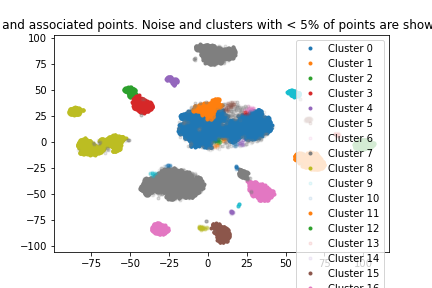 and associated points. Noise and clusters with < 5% of points are show
100
75
50
25
0
−25
−50
−75
−100
−75 −50 −25 0 25 50 75 100
Cluster 0
Cluster 1
Cluster 2
Cluster 3
Cluster 4
Cluster 5
Cluster 6
Cluster 7
Cluster 8
Cluster 9
Cluster 10
Cluster 11
Cluster 12
Cluster 13
Cluster 14
Cluster 15
Cluster 16